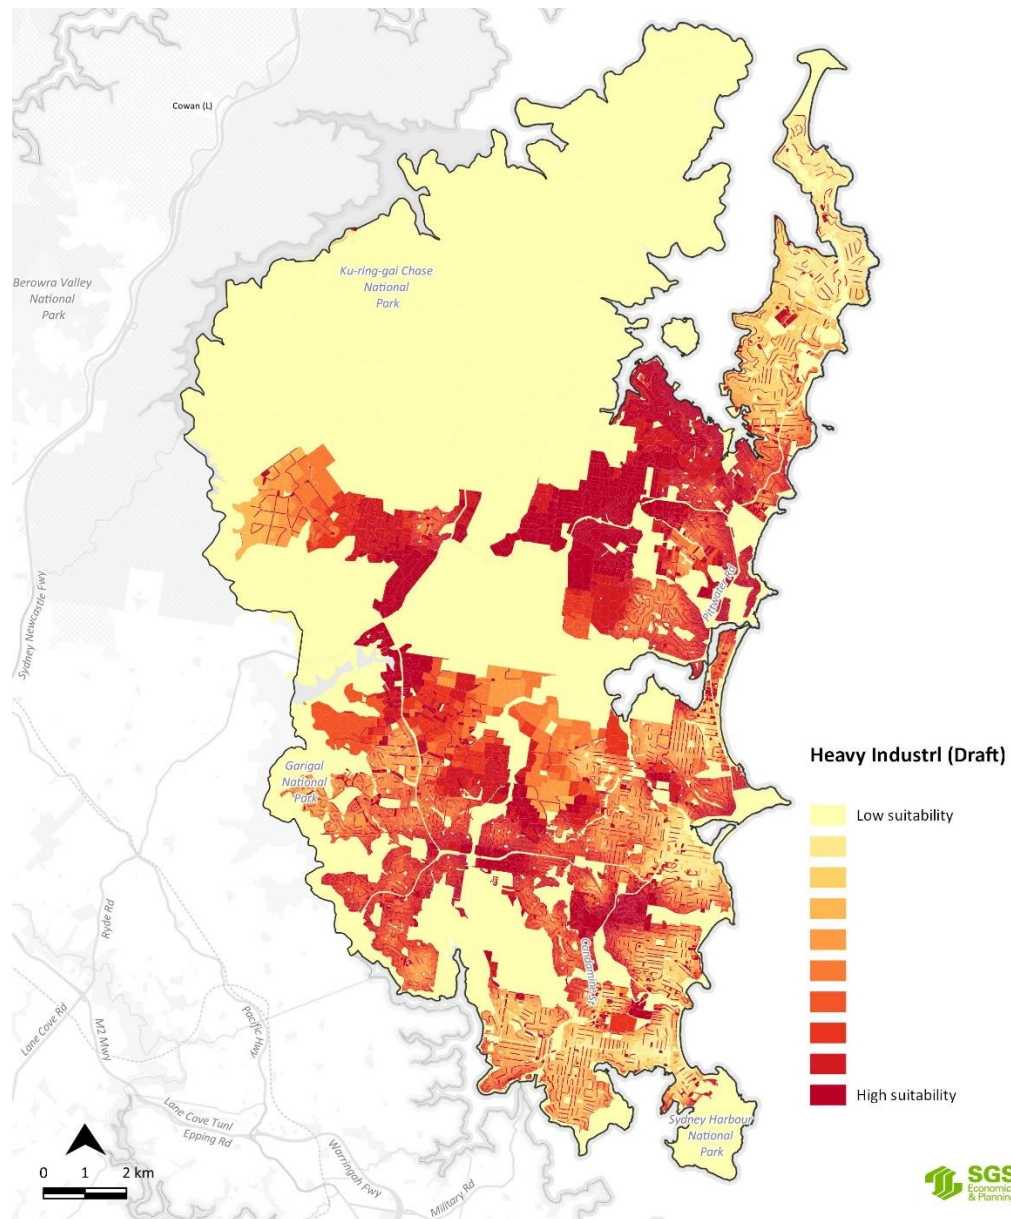 Cowan (L)
Berowra Valley
National
Park
Ku-ring-gai Chase
National
Park
Sydney Newcastle Fwy
Pittwater Rd
Garigal
National
Park
Heavy Industrl (Draft)
Low suitability
High suitability
Ryde Rd
Lane Cove Rd
M2 Mwy
Pacific Hwy
Condamine St
Lane Cove Tunl
Epping Rd
Warringah Fwy
Military Rd
Sydney Harbour
National
Park
0 1 2 km
SGS
Economics
& Planning